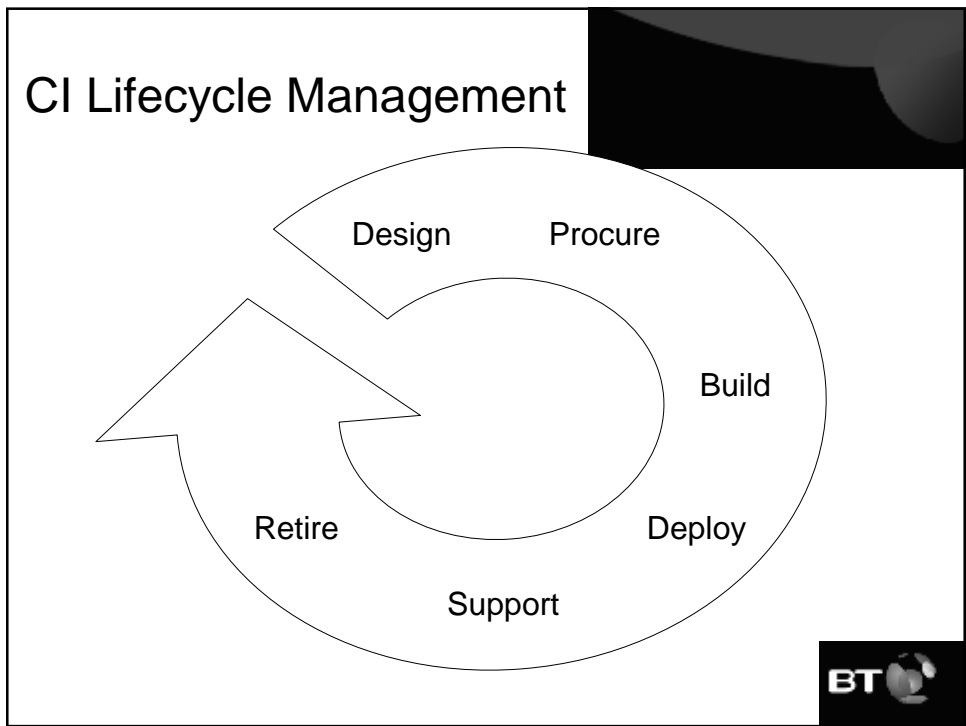 CI Lifecycle Management
Design
Procure
Build
Deploy
Support
Retire
BT